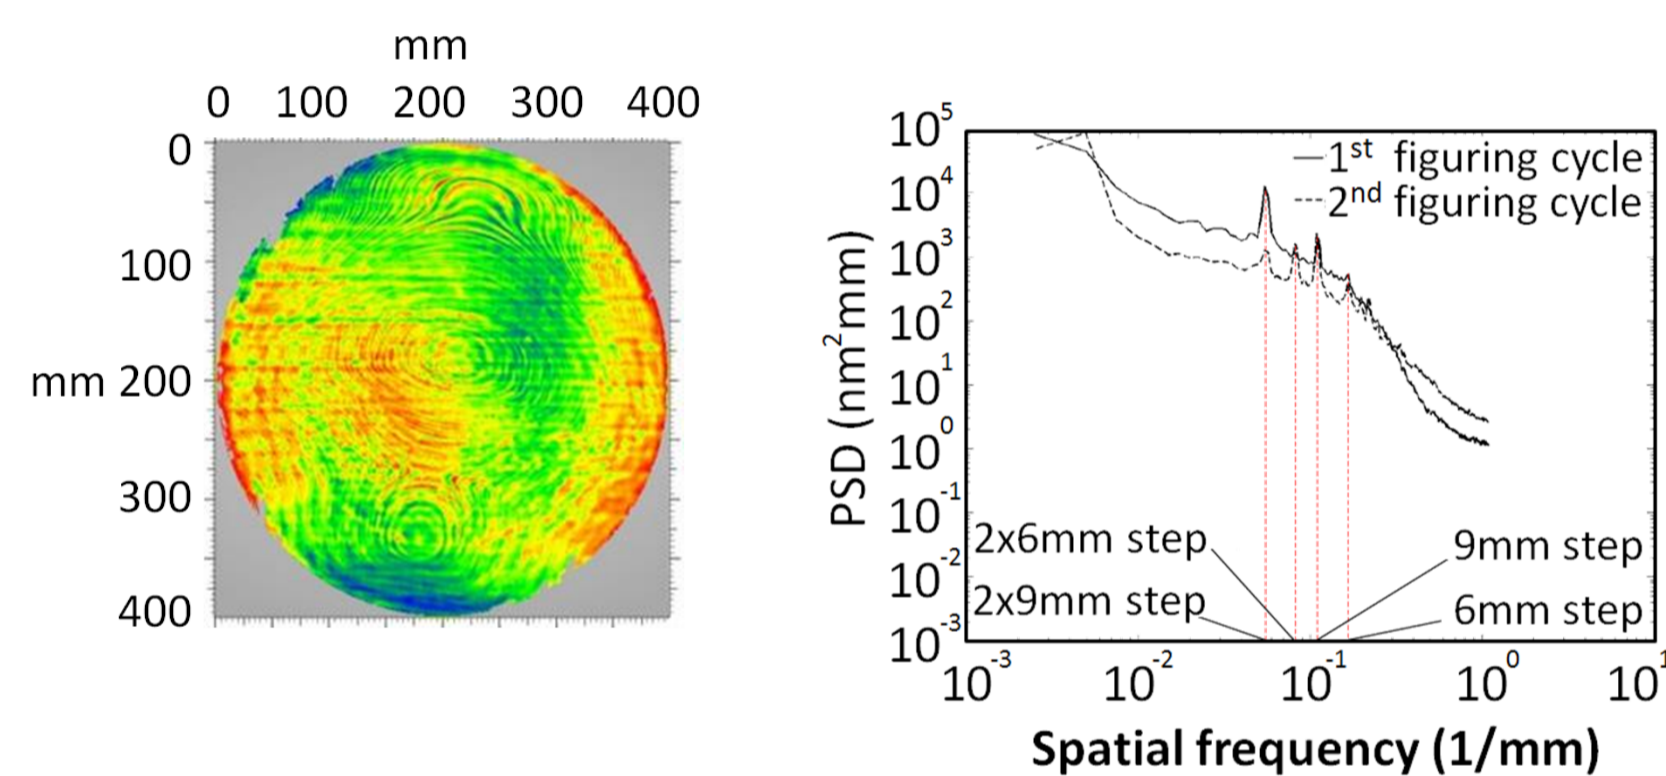 mm
0 100 200 300 400
0
100
mm 200
300
400
10^5
10^4
10^3
10^2
10^1
10^0
10^-1
10^-2
10^-3
PSD (nm^2mm)
1st figuring cycle
2nd figuring cycle
2x6mm step
9mm step
2x9mm step
6mm step
10^-3 10^-2 10^-1 10^0 10^1
Spatial frequency (1/mm)